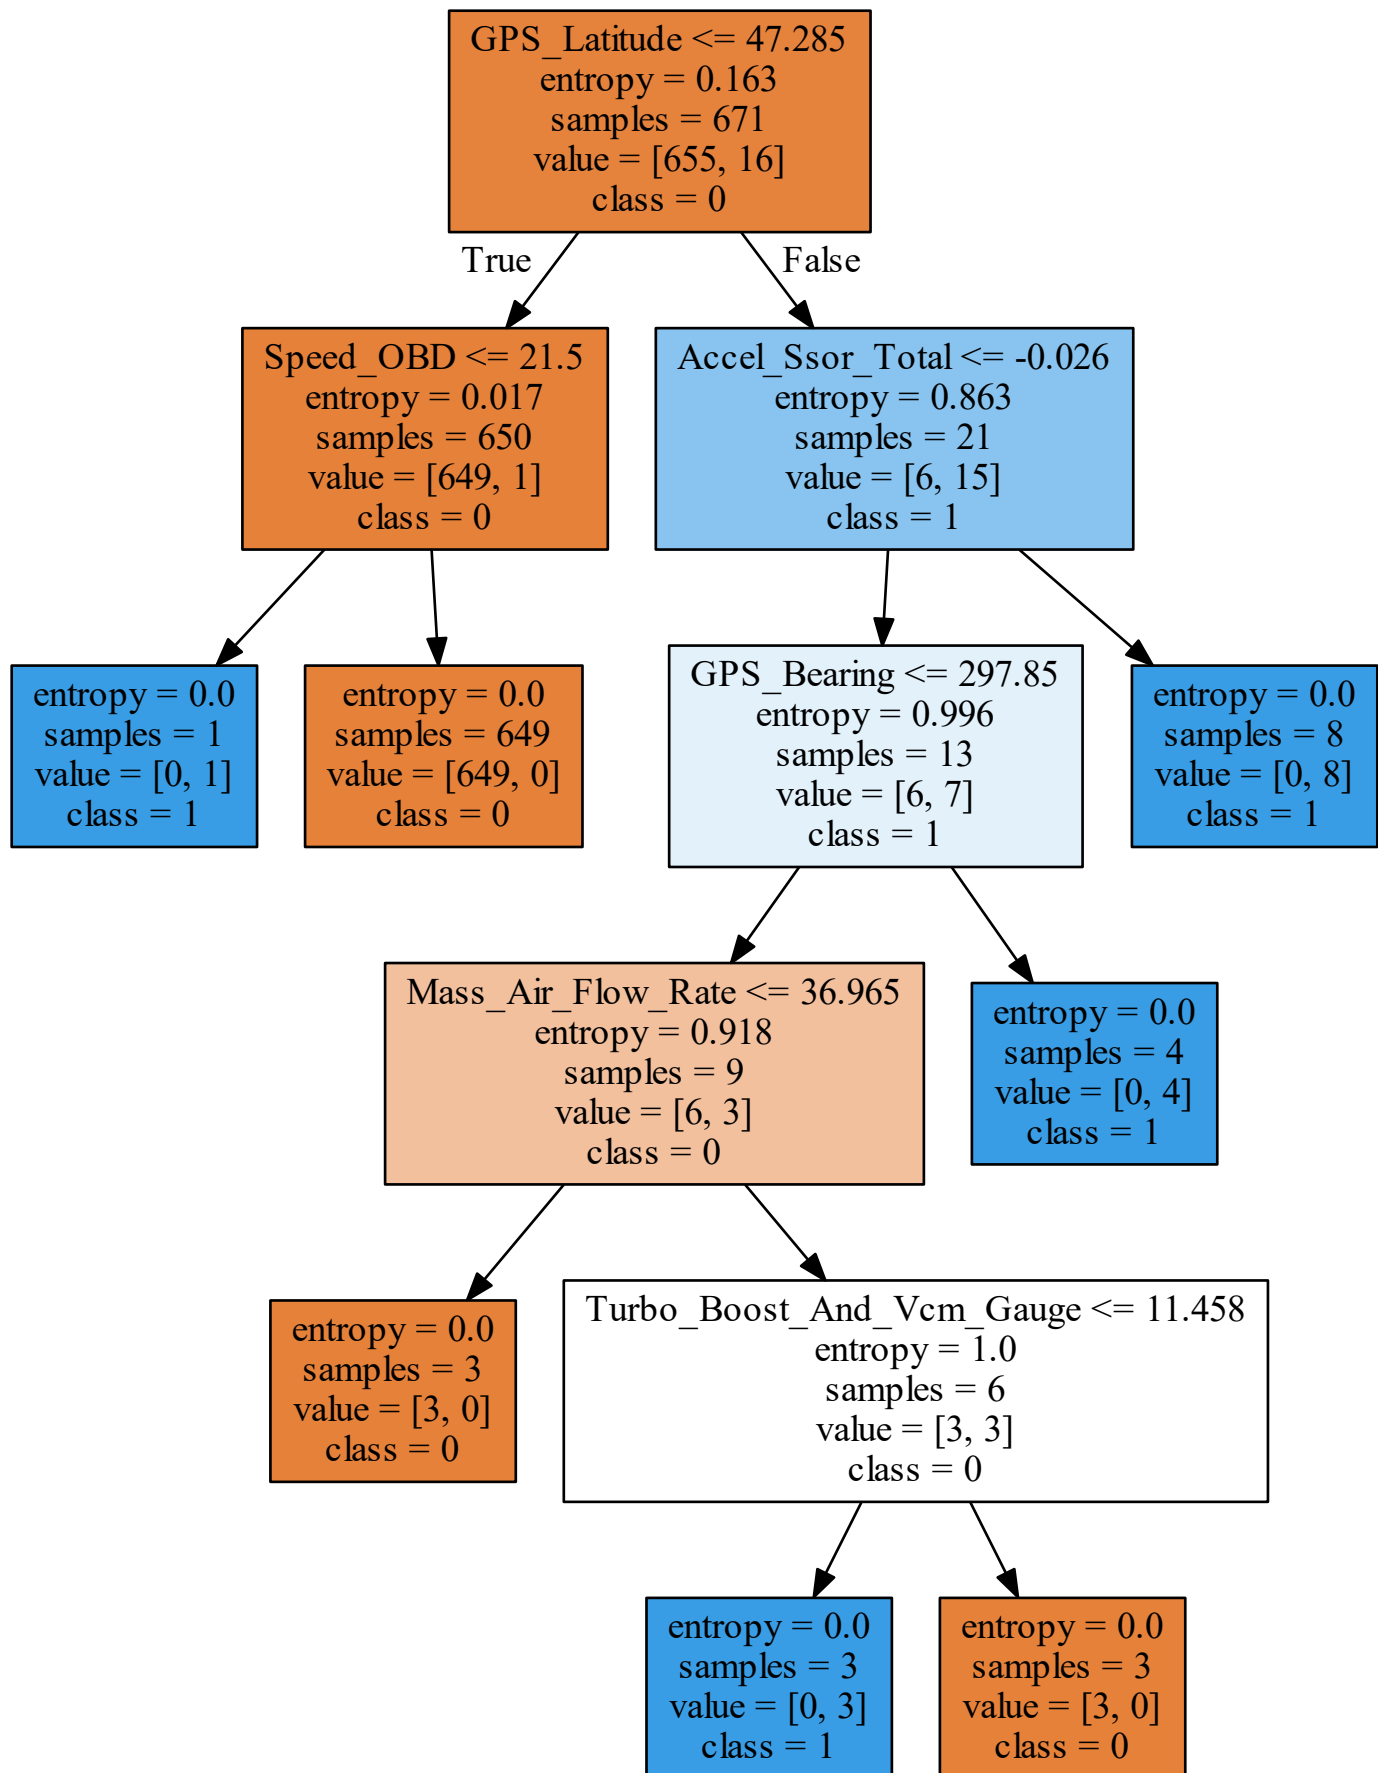 GPS_Latitude <= 47.285
entropy = 0.163
samples = 671
value = [655, 16]
class = 0
True
False
Speed_OBD <= 21.5
entropy = 0.017
samples = 650
value = [649, 1]
class = 0
Accel_Ssor_Total <= -0.026
entropy = 0.863
samples = 21
value = [6, 15]
class = 1
entropy = 0.0
samples = 1
value = [0, 1]
class = 1
entropy = 0.0
samples = 649
value = [649, 0]
class = 0
GPS_Bearing <= 297.85
entropy = 0.996
samples = 13
value = [6, 7]
class = 1
entropy = 0.0
samples = 8
value = [0, 8]
class = 1
Mass_Air_Flow_Rate <= 36.965
entropy = 0.918
samples = 9
value = [6, 3]
class = 0
entropy = 0.0
samples = 4
value = [0, 4]
class = 1
entropy = 0.0
samples = 3
value = [3, 0]
class = 0
Turbo_Boost_And_Vcm_Gauge <= 11.458
entropy = 1.0
samples = 6
value = [3, 3]
class = 0
entropy = 0.0
samples = 3
value = [0, 3]
class = 1
entropy = 0.0
samples = 3
value = [3, 0]
class = 0